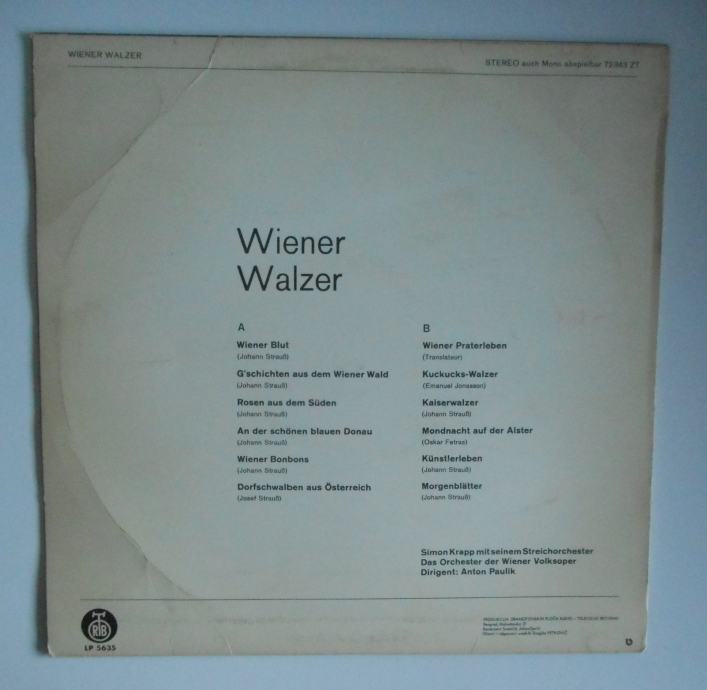 WIENER WALZER
STEREO auch Mono abspielbar 72863 ZT
Wiener
Walzer
A
Wiener Blut
(Johann Strauß)
G'schichten aus dem Wiener Wald
(Johann Strauß)
Rosen aus dem Süden
(Johann Strauß)
An der schönen blauen Donau
(Johann Strauß)
Wiener Bonbons
(Johann Strauß)
Dorfschwalben aus Österreich
(Josef Strauß)
B
Wiener Praterleben
(Translateur)
Kuckucks-Walzer
(Emanuel Jonasson)
Kaiserwalzer
(Johann Strauß)
Mondnacht auf der Alster
(Oskar Fetras)
Künstlerleben
(Johann Strauß)
Morgenblätter
(Johann Strauß)
Simon Krapp mit seinem Streichorchester
Das Orchester der Wiener Volksoper
Dirigent: Anton Paulik
RTB
LP 5635